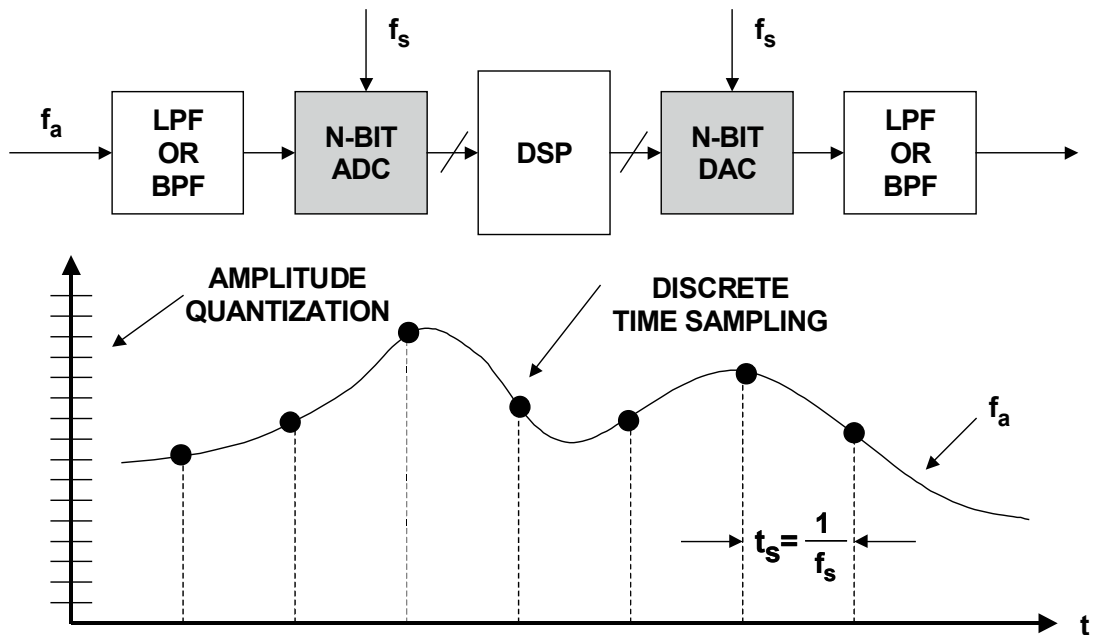 fs
fs
fa
LPF
OR
BPF
N-BIT
ADC
DSP
N-BIT
DAC
LPF
OR
BPF
AMPLITUDE
QUANTIZATION
DISCRETE
TIME SAMPLING
fa
ts= 1
fs
t